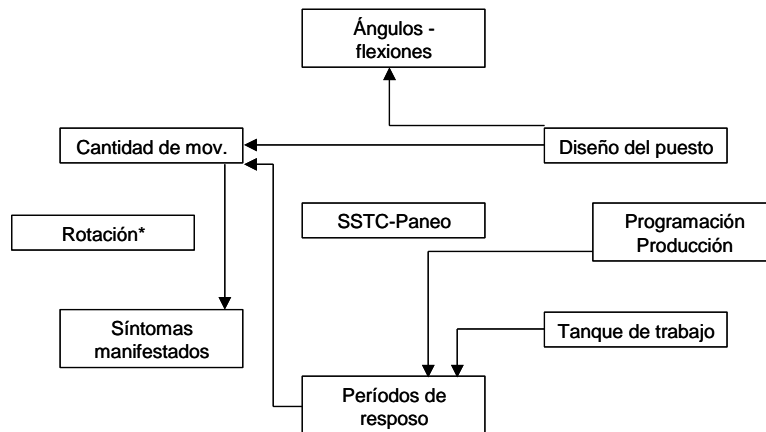 Ángulos -
flexiones
Cantidad de mov.
Diseño del puesto
Rotación*
SSTC-Paneo
Programación
Producción
Síntomas
manifestados
Tanque de trabajo
Períodos de
resposo